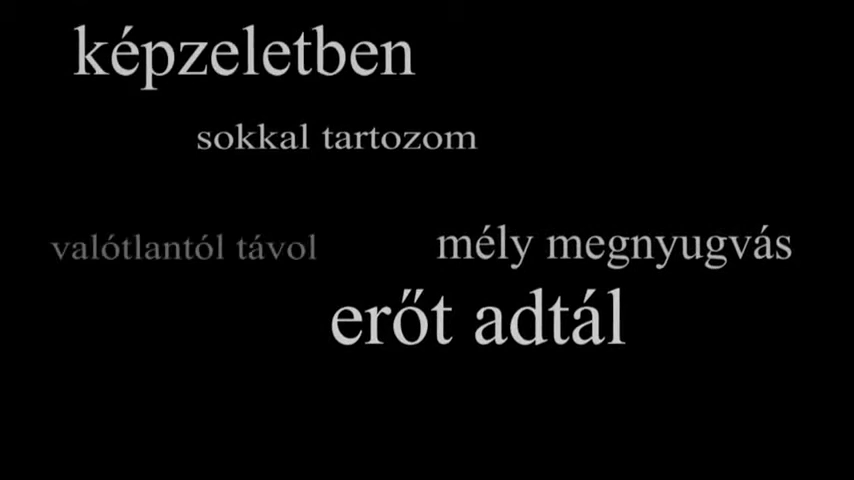 képzeletben
sokkal tartozom
valótlantól távol
mély megnyugvás
erőt adtál